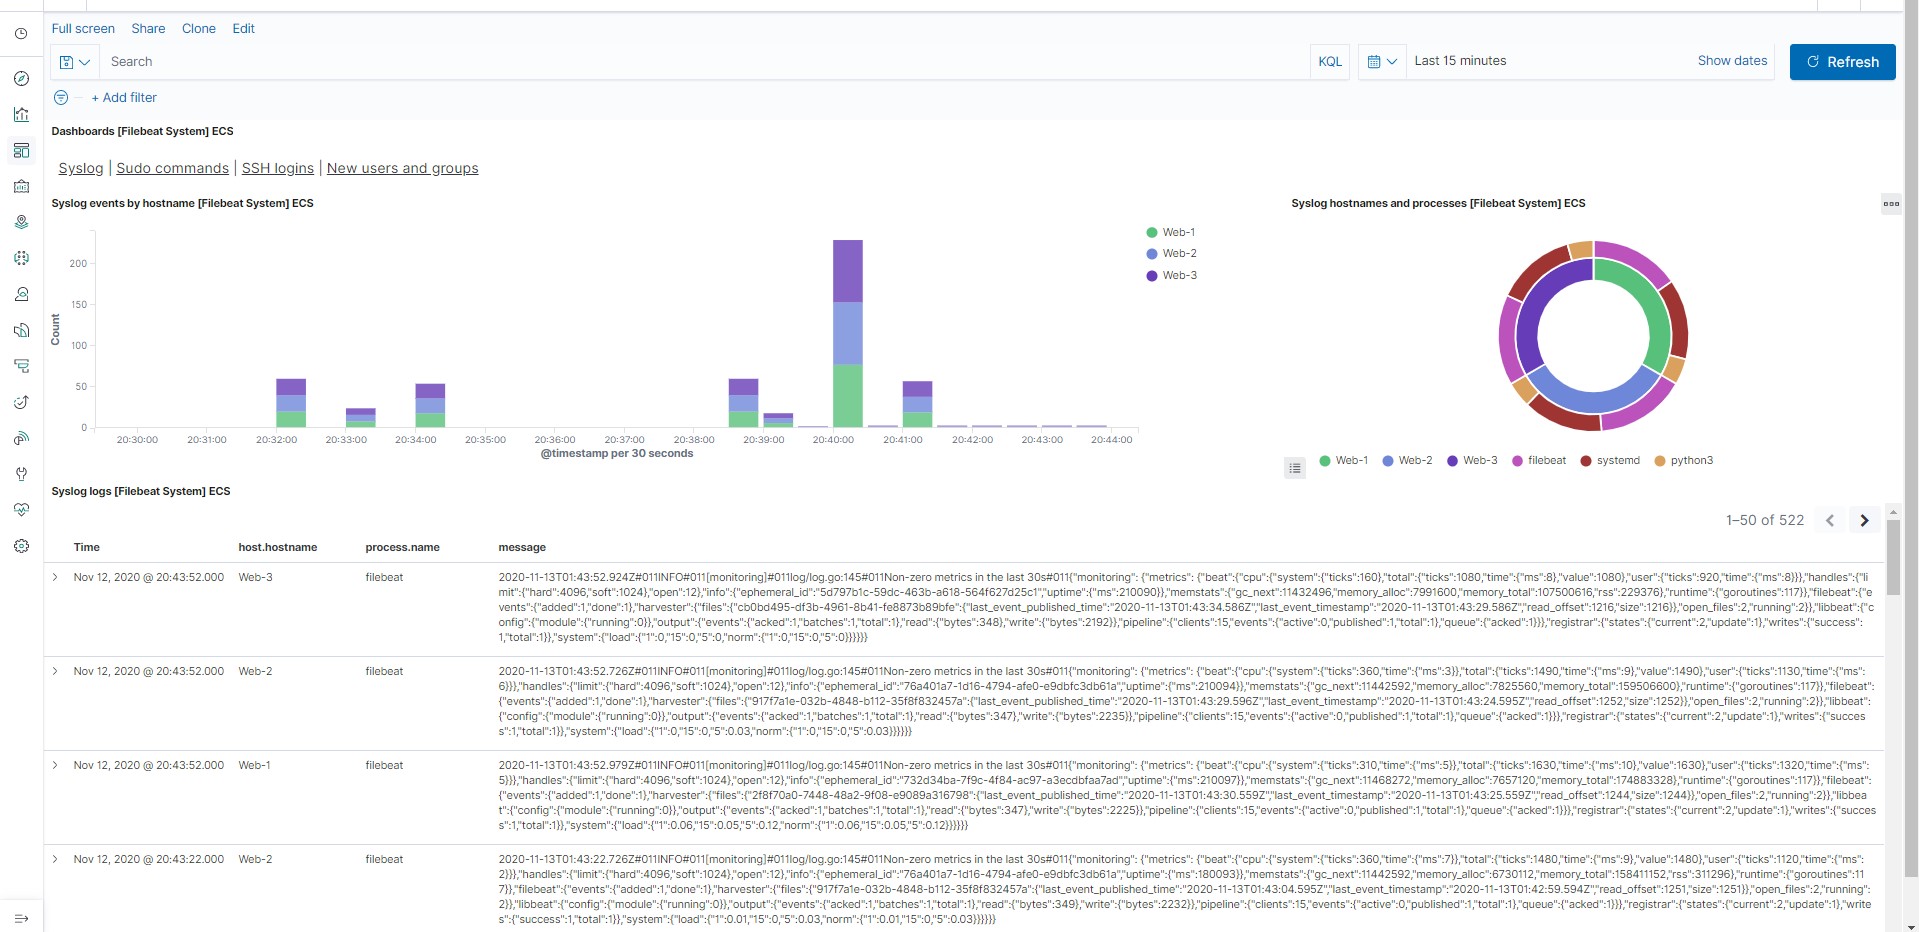 Full screen Share Clone Edit
Search KQL Last 15 minutes Show dates Refresh
+ Add filter
Dashboards [Filebeat System] ECS
Syslog | Sudo commands | SSH logins | New users and groups
Syslog events by hostname [Filebeat System] ECS
200
150
100
50
0
Count
20:30:00 20:31:00 20:32:00 20:33:00 20:34:00 20:35:00 20:36:00 20:37:00 20:38:00 20:39:00 20:40:00 20:41:00 20:42:00 20:43:00 20:44:00
@timestamp per 30 seconds
Web-1
Web-2
Web-3
Syslog hostnames and processes [Filebeat System] ECS
Web-1 Web-2 Web-3 filebeat systemd python3
Syslog logs [Filebeat System] ECS
1–50 of 522
Time host.hostname process.name message
Nov 12, 2020 @ 20:43:52.000 Web-3 filebeat 2020-11-13T01:43:52.924Z#011INFO#011[monitoring]#011log/log.go:145#011Non-zero metrics in the last 30s#011{"monitoring": {"metrics": {"beat":{"cpu":{"system":{"ticks":160},"total":{"ticks":1080,"time":{"ms":8},"value":1080},"user":{"ticks":920,"time":{"ms":8}}},"handles":{"li
mit":{"hard":4096,"soft":1024},"open":12},"info":{"ephemeral_id":"5d797b1c-59dc-463b-a618-564f627d25c1","uptime":{"ms":210090}},"memstats":{"gc_next":11432496,"memory_alloc":7991600,"memory_total":107500616,"rss":229376},"runtime":{"goroutines":117}},"filebeat":{"e
vents":{"added":1,"done":1},"harvester":{"files":{"cb0bd495-df3b-4961-8b41-fe8873b89bfe":{"last_event_published_time":"2020-11-13T01:43:34.586Z","last_event_timestamp":"2020-11-13T01:43:29.586Z","read_offset":1216,"size":1216}},"open_files":2,"running":2}},"libbeat":{"c
onfig":{"module":{"running":0}},"output":{"events":{"acked":1,"batches":1,"total":1},"read":{"bytes":348},"write":{"bytes":2192}},"pipeline":{"clients":15,"events":{"active":0,"published":1,"total":1},"queue":{"acked":1}}},"registrar":{"states":{"current":2,"update":1},"writes":{"success"
:1,"total":1}},"system":{"load":{"1":0,"15":0,"5":0,"norm":{"1":0,"15":0,"5":0}}}}}}
Nov 12, 2020 @ 20:43:52.000 Web-2 filebeat 2020-11-13T01:43:52.726Z#011INFO#011[monitoring]#011log/log.go:145#011Non-zero metrics in the last 30s#011{"monitoring": {"metrics": {"beat":{"cpu":{"system":{"ticks":360,"time":{"ms":3}},"total":{"ticks":1490,"time":{"ms":9},"value":1490},"user":{"ticks":1130,"time":{"ms":
6}}},"handles":{"limit":{"hard":4096,"soft":1024},"open":12},"info":{"ephemeral_id":"76a401a7-1d16-4794-afe0-e9dbfc3db61a","uptime":{"ms":210094}},"memstats":{"gc_next":11442592,"memory_alloc":7825560,"memory_total":159506600},"runtime":{"goroutines":117}},"filebeat":
{"events":{"added":1,"done":1},"harvester":{"files":{"917f7a1e-032b-4848-b112-35f8f832457a":{"last_event_published_time":"2020-11-13T01:43:29.596Z","last_event_timestamp":"2020-11-13T01:43:24.595Z","read_offset":1252,"size":1252}},"open_files":2,"running":2}},"libbeat":
{"config":{"module":{"running":0}},"output":{"events":{"acked":1,"batches":1,"total":1},"read":{"bytes":347},"write":{"bytes":2235}},"pipeline":{"clients":15,"events":{"active":0,"published":1,"total":1},"queue":{"acked":1}}},"registrar":{"states":{"current":2,"update":1},"writes":{"succes
s":1,"total":1}},"system":{"load":{"1":0,"15":0,"5":0.03,"norm":{"1":0,"15":0,"5":0.03}}}}}}
Nov 12, 2020 @ 20:43:52.000 Web-1 filebeat 2020-11-13T01:43:52.979Z#011INFO#011[monitoring]#011log/log.go:145#011Non-zero metrics in the last 30s#011{"monitoring": {"metrics": {"beat":{"cpu":{"system":{"ticks":310,"time":{"ms":5}},"total":{"ticks":1630,"time":{"ms":10},"value":1630},"user":{"ticks":1320,"time":{"ms":
5}}},"handles":{"limit":{"hard":4096,"soft":1024},"open":12},"info":{"ephemeral_id":"732d34ba-7f9c-4f84-ac97-a3ecdbfaa7ad","uptime":{"ms":210097}},"memstats":{"gc_next":11468272,"memory_alloc":7657120,"memory_total":174883328},"runtime":{"goroutines":117}},"filebeat":
{"events":{"added":1,"done":1},"harvester":{"files":{"2f8f70a0-7448-48a2-9f08-e9089a316798":{"last_event_published_time":"2020-11-13T01:43:30.559Z","last_event_timestamp":"2020-11-13T01:43:25.559Z","read_offset":1244,"size":1244}},"open_files":2,"running":2}},"libbea
t":{"config":{"module":{"running":0}},"output":{"events":{"acked":1,"batches":1,"total":1},"read":{"bytes":347},"write":{"bytes":2225}},"pipeline":{"clients":15,"events":{"active":0,"published":1,"total":1},"queue":{"acked":1}}},"registrar":{"states":{"current":2,"update":1},"writes":{"succes
s":1,"total":1}},"system":{"load":{"1":0.06,"15":0.05,"5":0.12,"norm":{"1":0.06,"15":0.05,"5":0.12}}}}}}
Nov 12, 2020 @ 20:43:22.000 Web-2 filebeat 2020-11-13T01:43:22.726Z#011INFO#011[monitoring]#011log/log.go:145#011Non-zero metrics in the last 30s#011{"monitoring": {"metrics": {"beat":{"cpu":{"system":{"ticks":360,"time":{"ms":7}},"total":{"ticks":1480,"time":{"ms":9},"value":1480},"user":{"ticks":1120,"time":{"ms":
2}}},"handles":{"limit":{"hard":4096,"soft":1024},"open":12},"info":{"ephemeral_id":"76a401a7-1d16-4794-afe0-e9dbfc3db61a","uptime":{"ms":180093}},"memstats":{"gc_next":11442592,"memory_alloc":6730112,"memory_total":158411152,"rss":311296},"runtime":{"goroutines":11
7}},"filebeat":{"events":{"added":1,"done":1},"harvester":{"files":{"917f7a1e-032b-4848-b112-35f8f832457a":{"last_event_published_time":"2020-11-13T01:43:04.595Z","last_event_timestamp":"2020-11-13T01:42:59.594Z","read_offset":1251,"size":1251}},"open_files":2,"running":
2}},"libbeat":{"config":{"module":{"running":0}},"output":{"events":{"acked":1,"batches":1,"total":1},"read":{"bytes":349},"write":{"bytes":2232}},"pipeline":{"clients":15,"events":{"active":0,"published":1,"total":1},"queue":{"acked":1}}},"registrar":{"states":{"current":2,"update":1},"write
s":{"success":1,"total":1}},"system":{"load":{"1":0.01,"15":0,"5":0.03,"norm":{"1":0.01,"15":0,"5":0.03}}}}}}